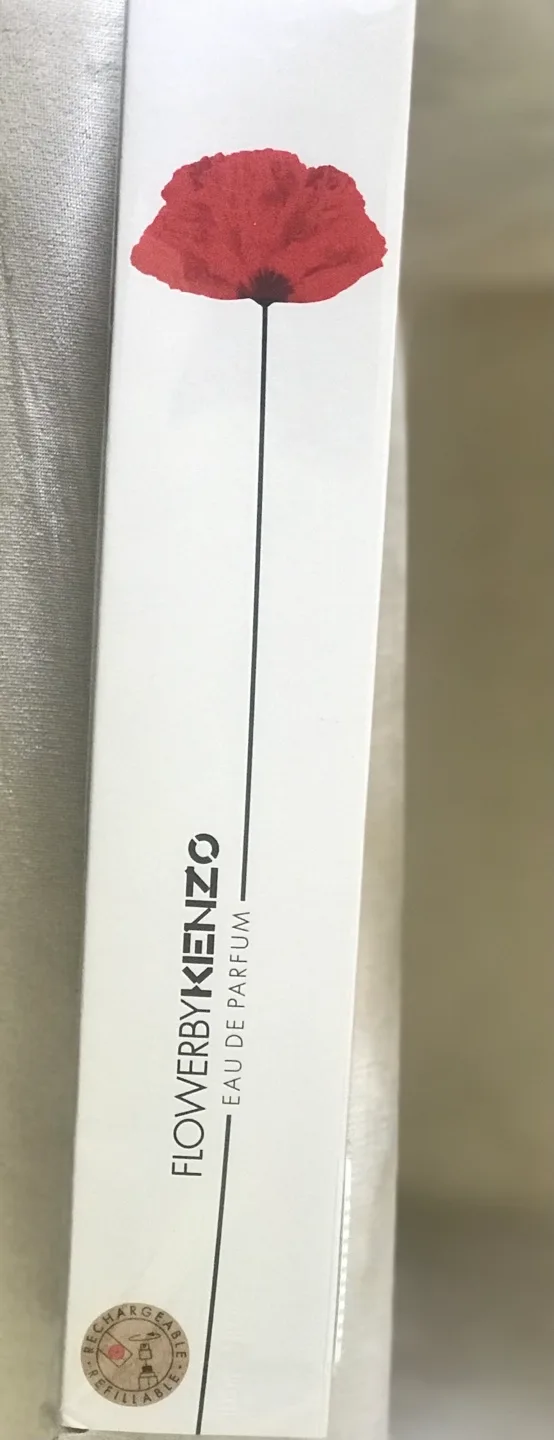 FLOWERBYKENZO
EAU DE PARFUM
RECHARGEABLE
REFILLABLE